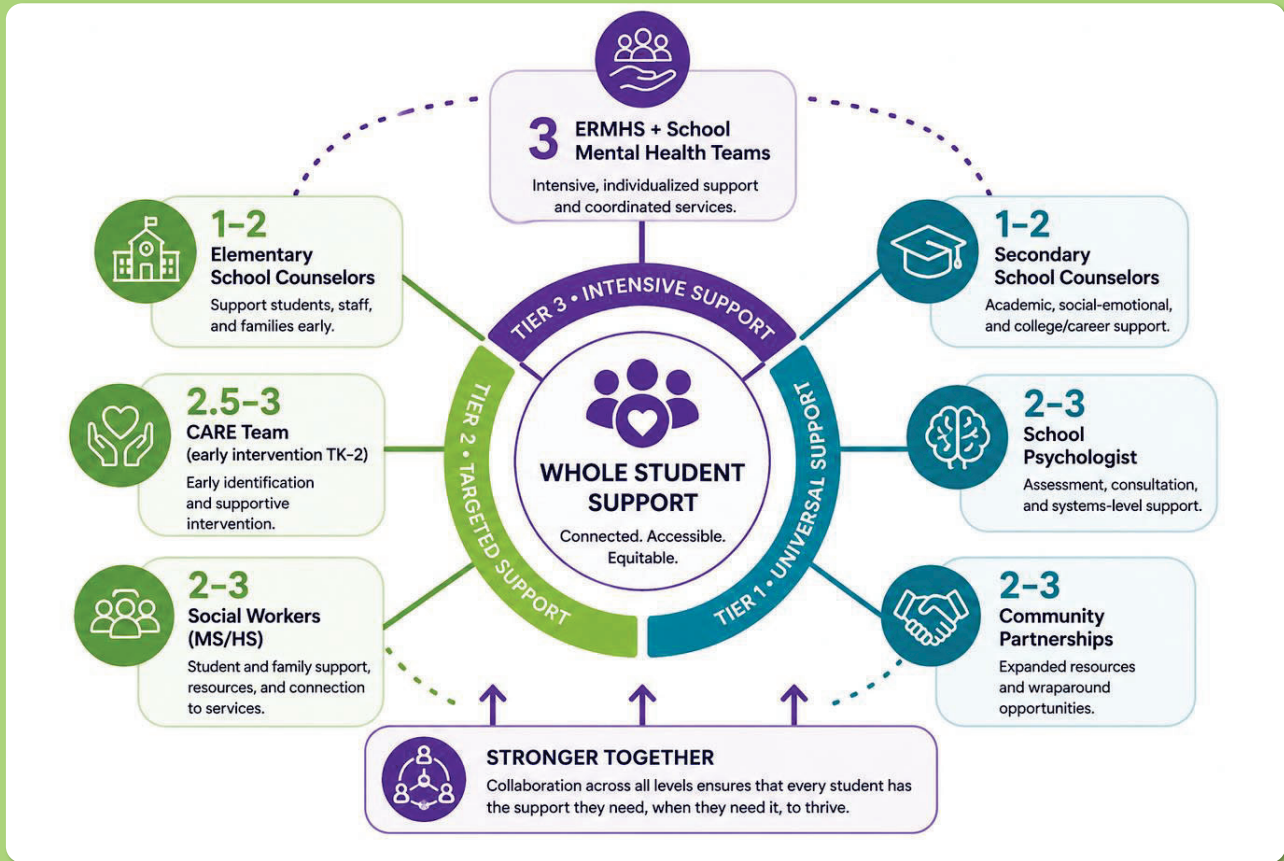 3
ERMHS + School
Mental Health Teams
Intensive, individualized support
and coordinated services.
1–2
Elementary
School Counselors
Support students, staff,
and families early.
2.5–3
CARE Team
(early intervention TK–2)
Early identification
and supportive
intervention.
2–3
Social Workers
(MS/HS)
Student and family support,
resources, and connection
to services.
TIER 3 • INTENSIVE SUPPORT
TIER 2 • TARGETED SUPPORT
TIER 1 • UNIVERSAL SUPPORT
WHOLE STUDENT
SUPPORT
Connected. Accessible.
Equitable.
1–2
Secondary
School Counselors
Academic, social-emotional,
and college/career support.
2–3
School
Psychologist
Assessment, consultation,
and systems-level support.
2–3
Community
Partnerships
Expanded resources
and wraparound
opportunities.
STRONGER TOGETHER
Collaboration across all levels ensures that every student has
the support they need, when they need it, to thrive.